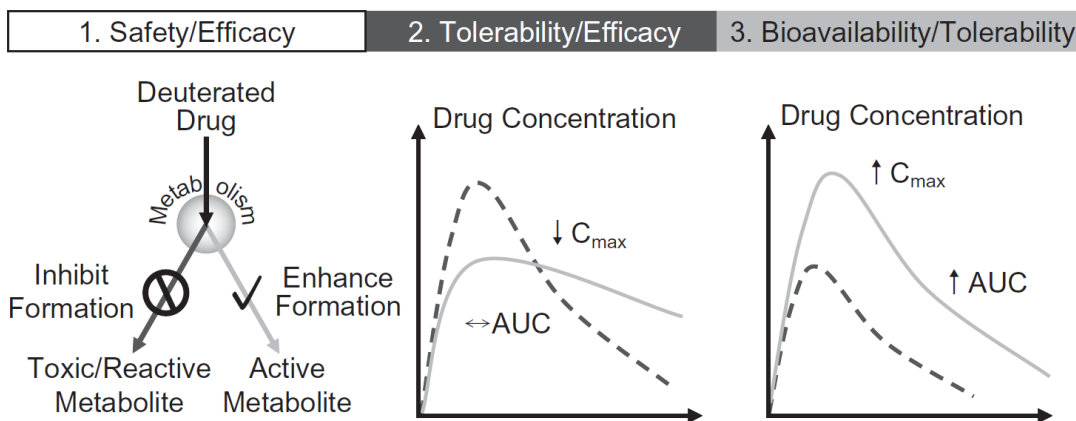 1. Safety/Efficacy
2. Tolerability/Efficacy
3. Bioavailability/Tolerability
Deuterated
Drug
Metabolism
Inhibit
Formation
Enhance
Formation
Toxic/Reactive
Metabolite
Active
Metabolite
Drug Concentration
↓ Cmax
↔AUC
Drug Concentration
↑ Cmax
↑ AUC